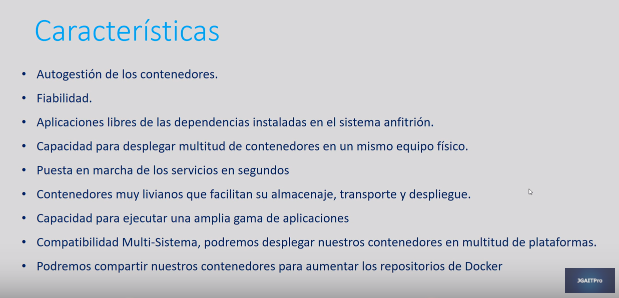 Características
• Autogestión de los contenedores.
• Fiabilidad.
• Aplicaciones libres de las dependencias instaladas en el sistema anfitrión.
• Capacidad para desplegar multitud de contenedores en un mismo equipo físico.
• Puesta en marcha de los servicios en segundos
• Contenedores muy livianos que facilitan su almacenaje, transporte y despliegue.
• Capacidad para ejecutar una amplia gama de aplicaciones
• Compatibilidad Multi-Sistema, podremos desplegar nuestros contenedores en multitud de plataformas.
• Podremos compartir nuestros contenedores para aumentar los repositorios de Docker
JGAITPro